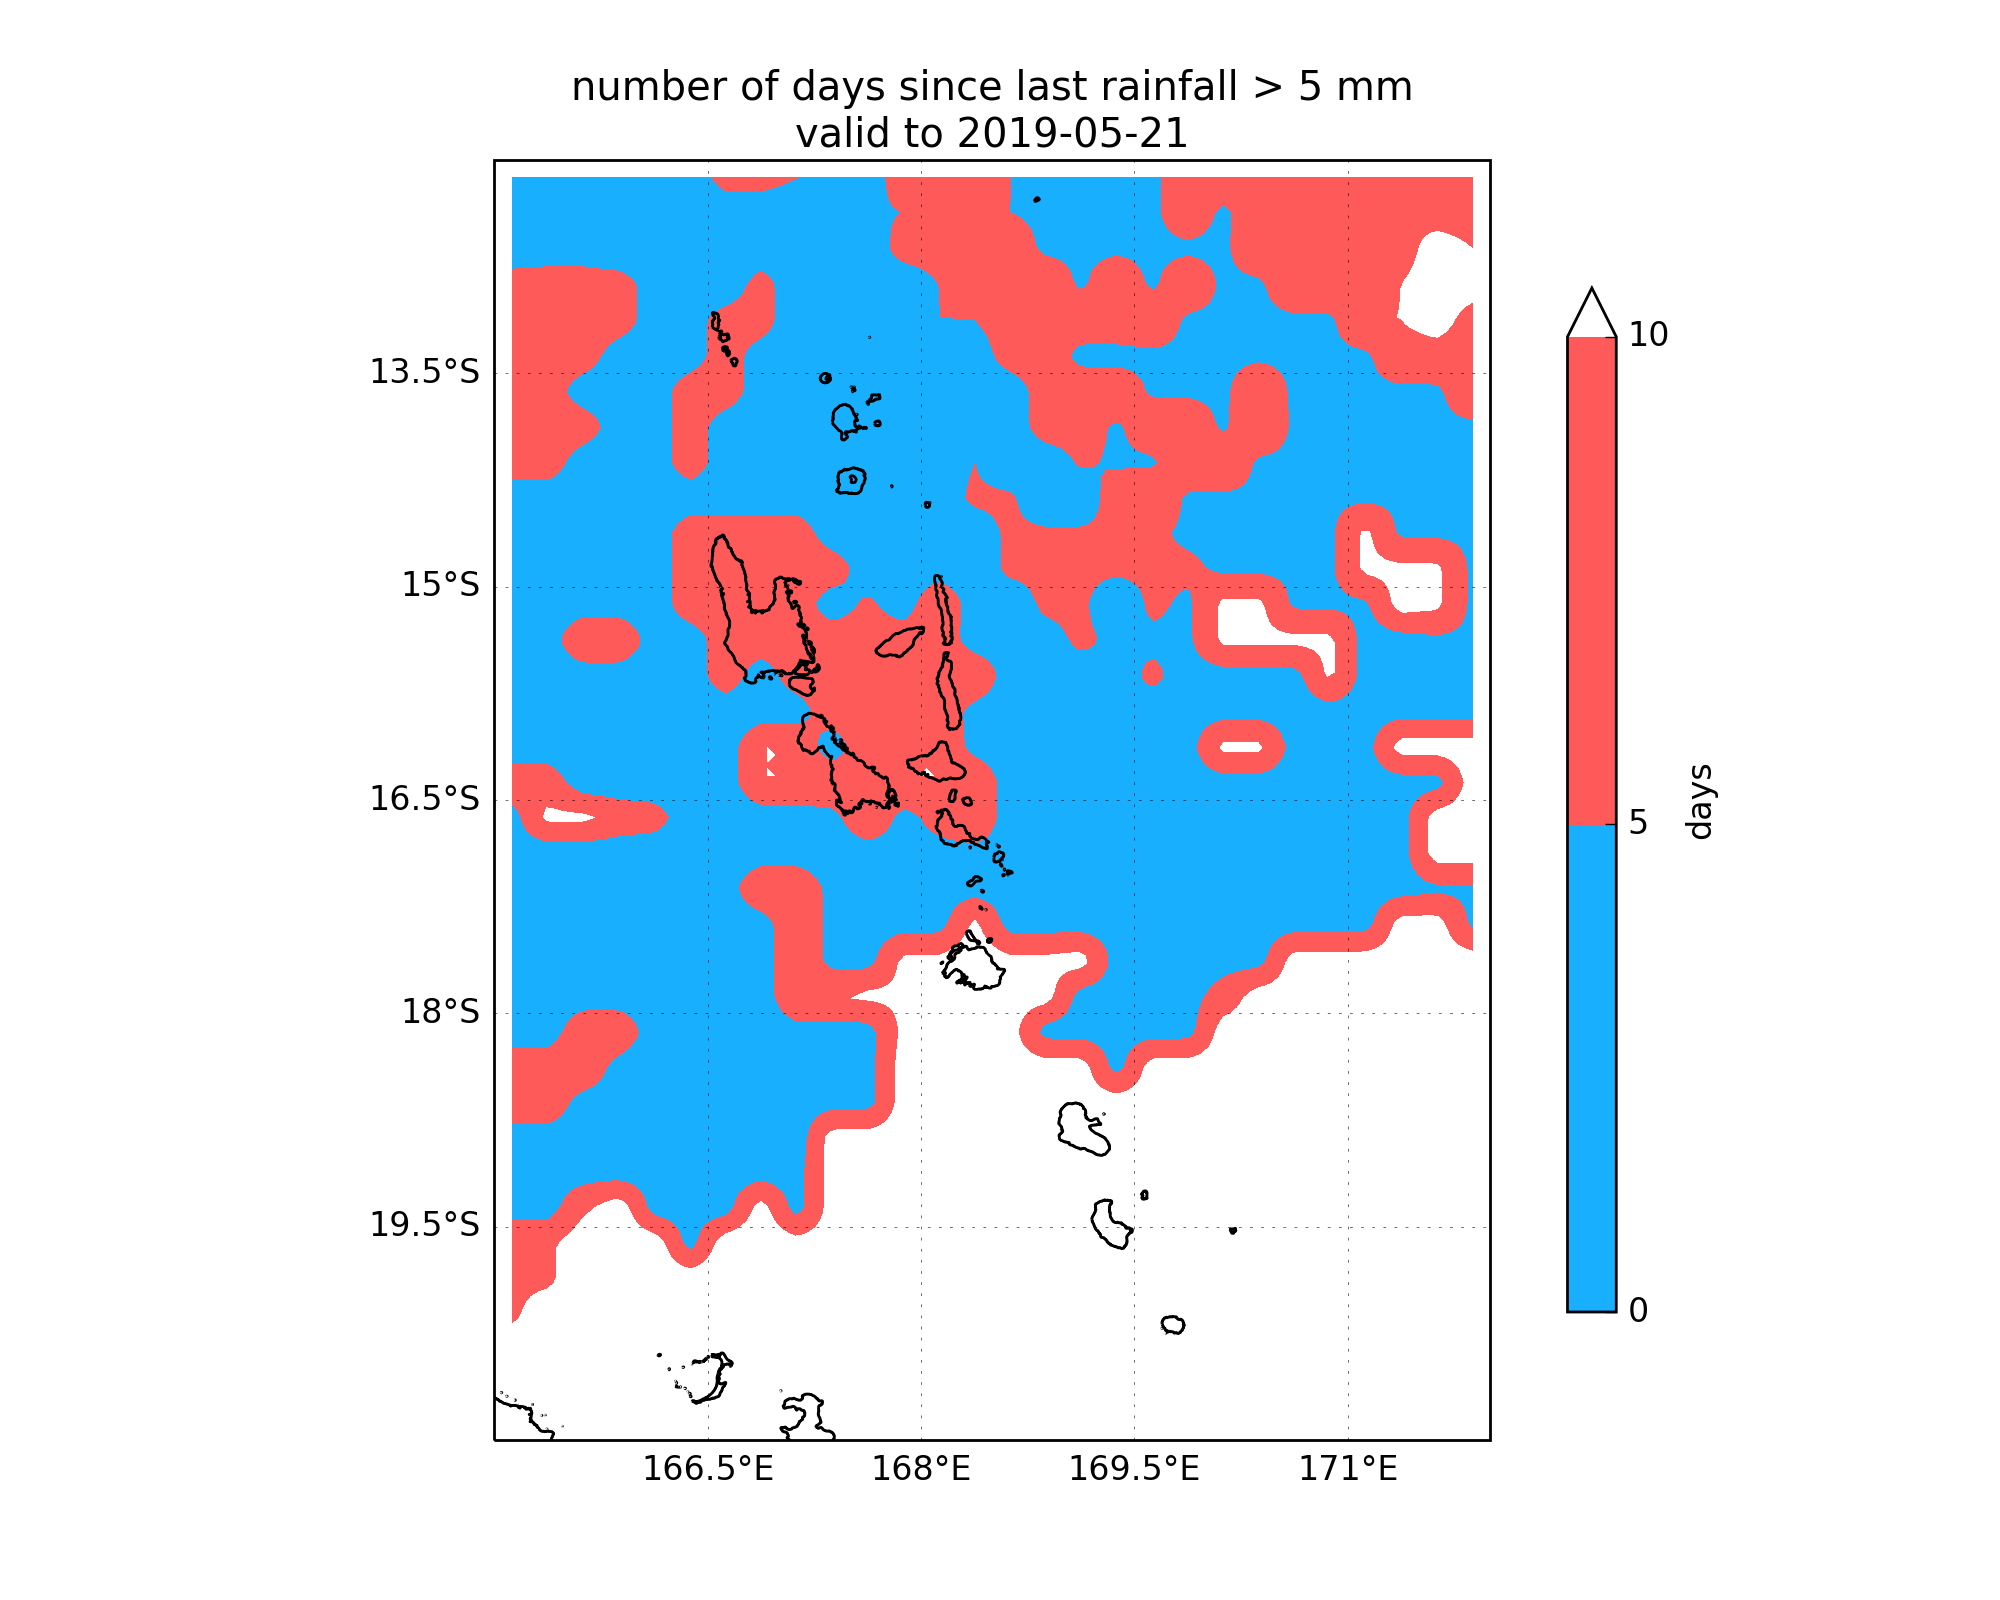 number of days since last rainfall > 5 mm
valid to 2019-05-21
13.5°S
15°S
16.5°S
18°S
19.5°S
166.5°E
168°E
169.5°E
171°E
10
5
0
days